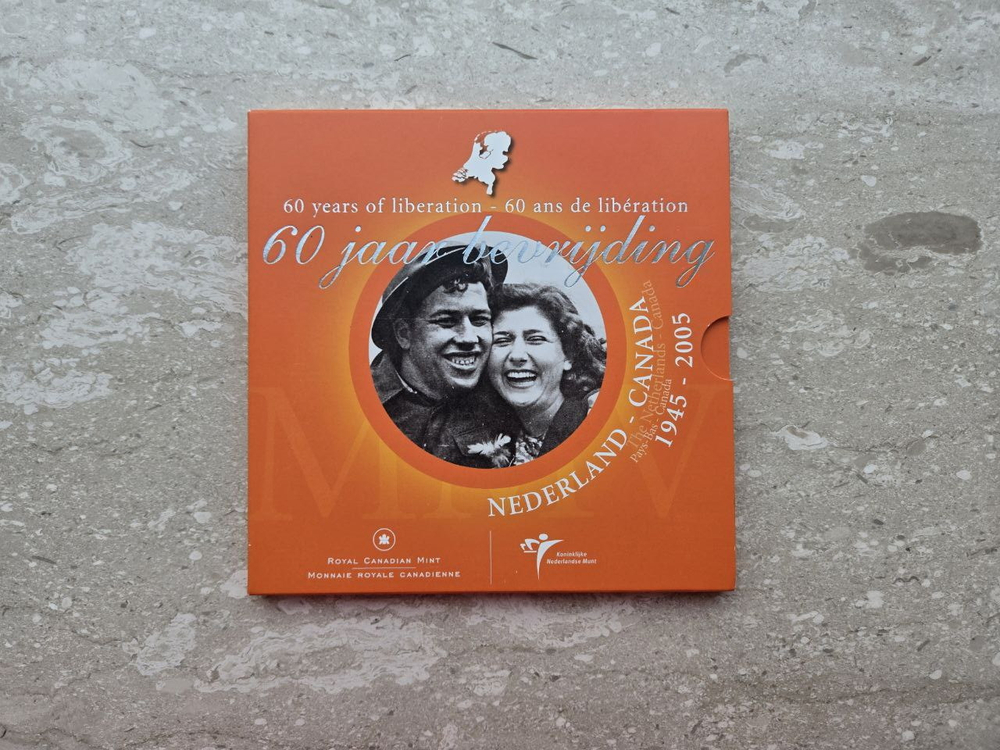 60 years of liberation - 60 ans de libération
60 jaar bevrijding
NEDERLAND - CANADA
The Netherlands - Canada
Pays-Bas - Canada
1945 - 2005
ROYAL CANADIAN MINT
MONNAIE ROYALE CANADIENNE
Koninklijke
Nederlandse Munt